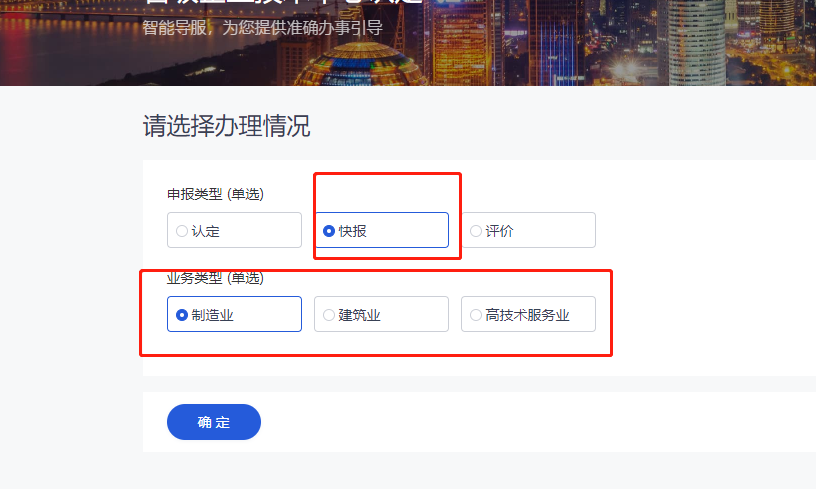 智能导服，为您提供准确办事引导
请选择办理情况
申报类型 (单选)
认定
快报
评价
业务类型 (单选)
制造业
建筑业
高技术服务业
确 定